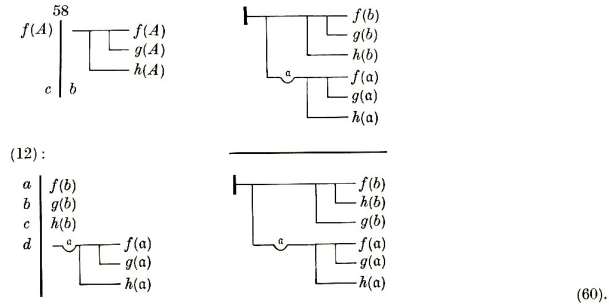 58
f(A) f(A)
g(A)
h(A)
c b
f(b)
g(b)
h(b)
𝔞 f(𝔞)
g(𝔞)
h(𝔞)
(12):
a f(b)
b g(b)
c h(b)
d 𝔞 f(𝔞)
g(𝔞)
h(𝔞)
f(b)
h(b)
g(b)
𝔞 f(𝔞)
g(𝔞)
h(𝔞)
(60).